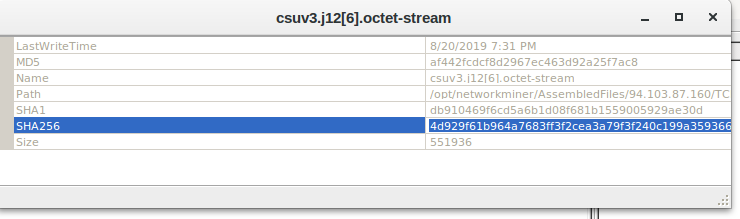 csuv3.j12[6].octet-stream
LastWriteTime 8/20/2019 7:31 PM
MD5 af442fcdcf8d2967ec463d92a25f7ac8
Name csuv3.j12[6].octet-stream
Path /opt/networkminer/AssembledFiles/94.103.87.160/TC
SHA1 db910469f6cd5a6b1d08f681b1559005929ae30d
SHA256 4d929f61b964a7683ff3f2cea3a79f3f240c199a359366
Size 551936